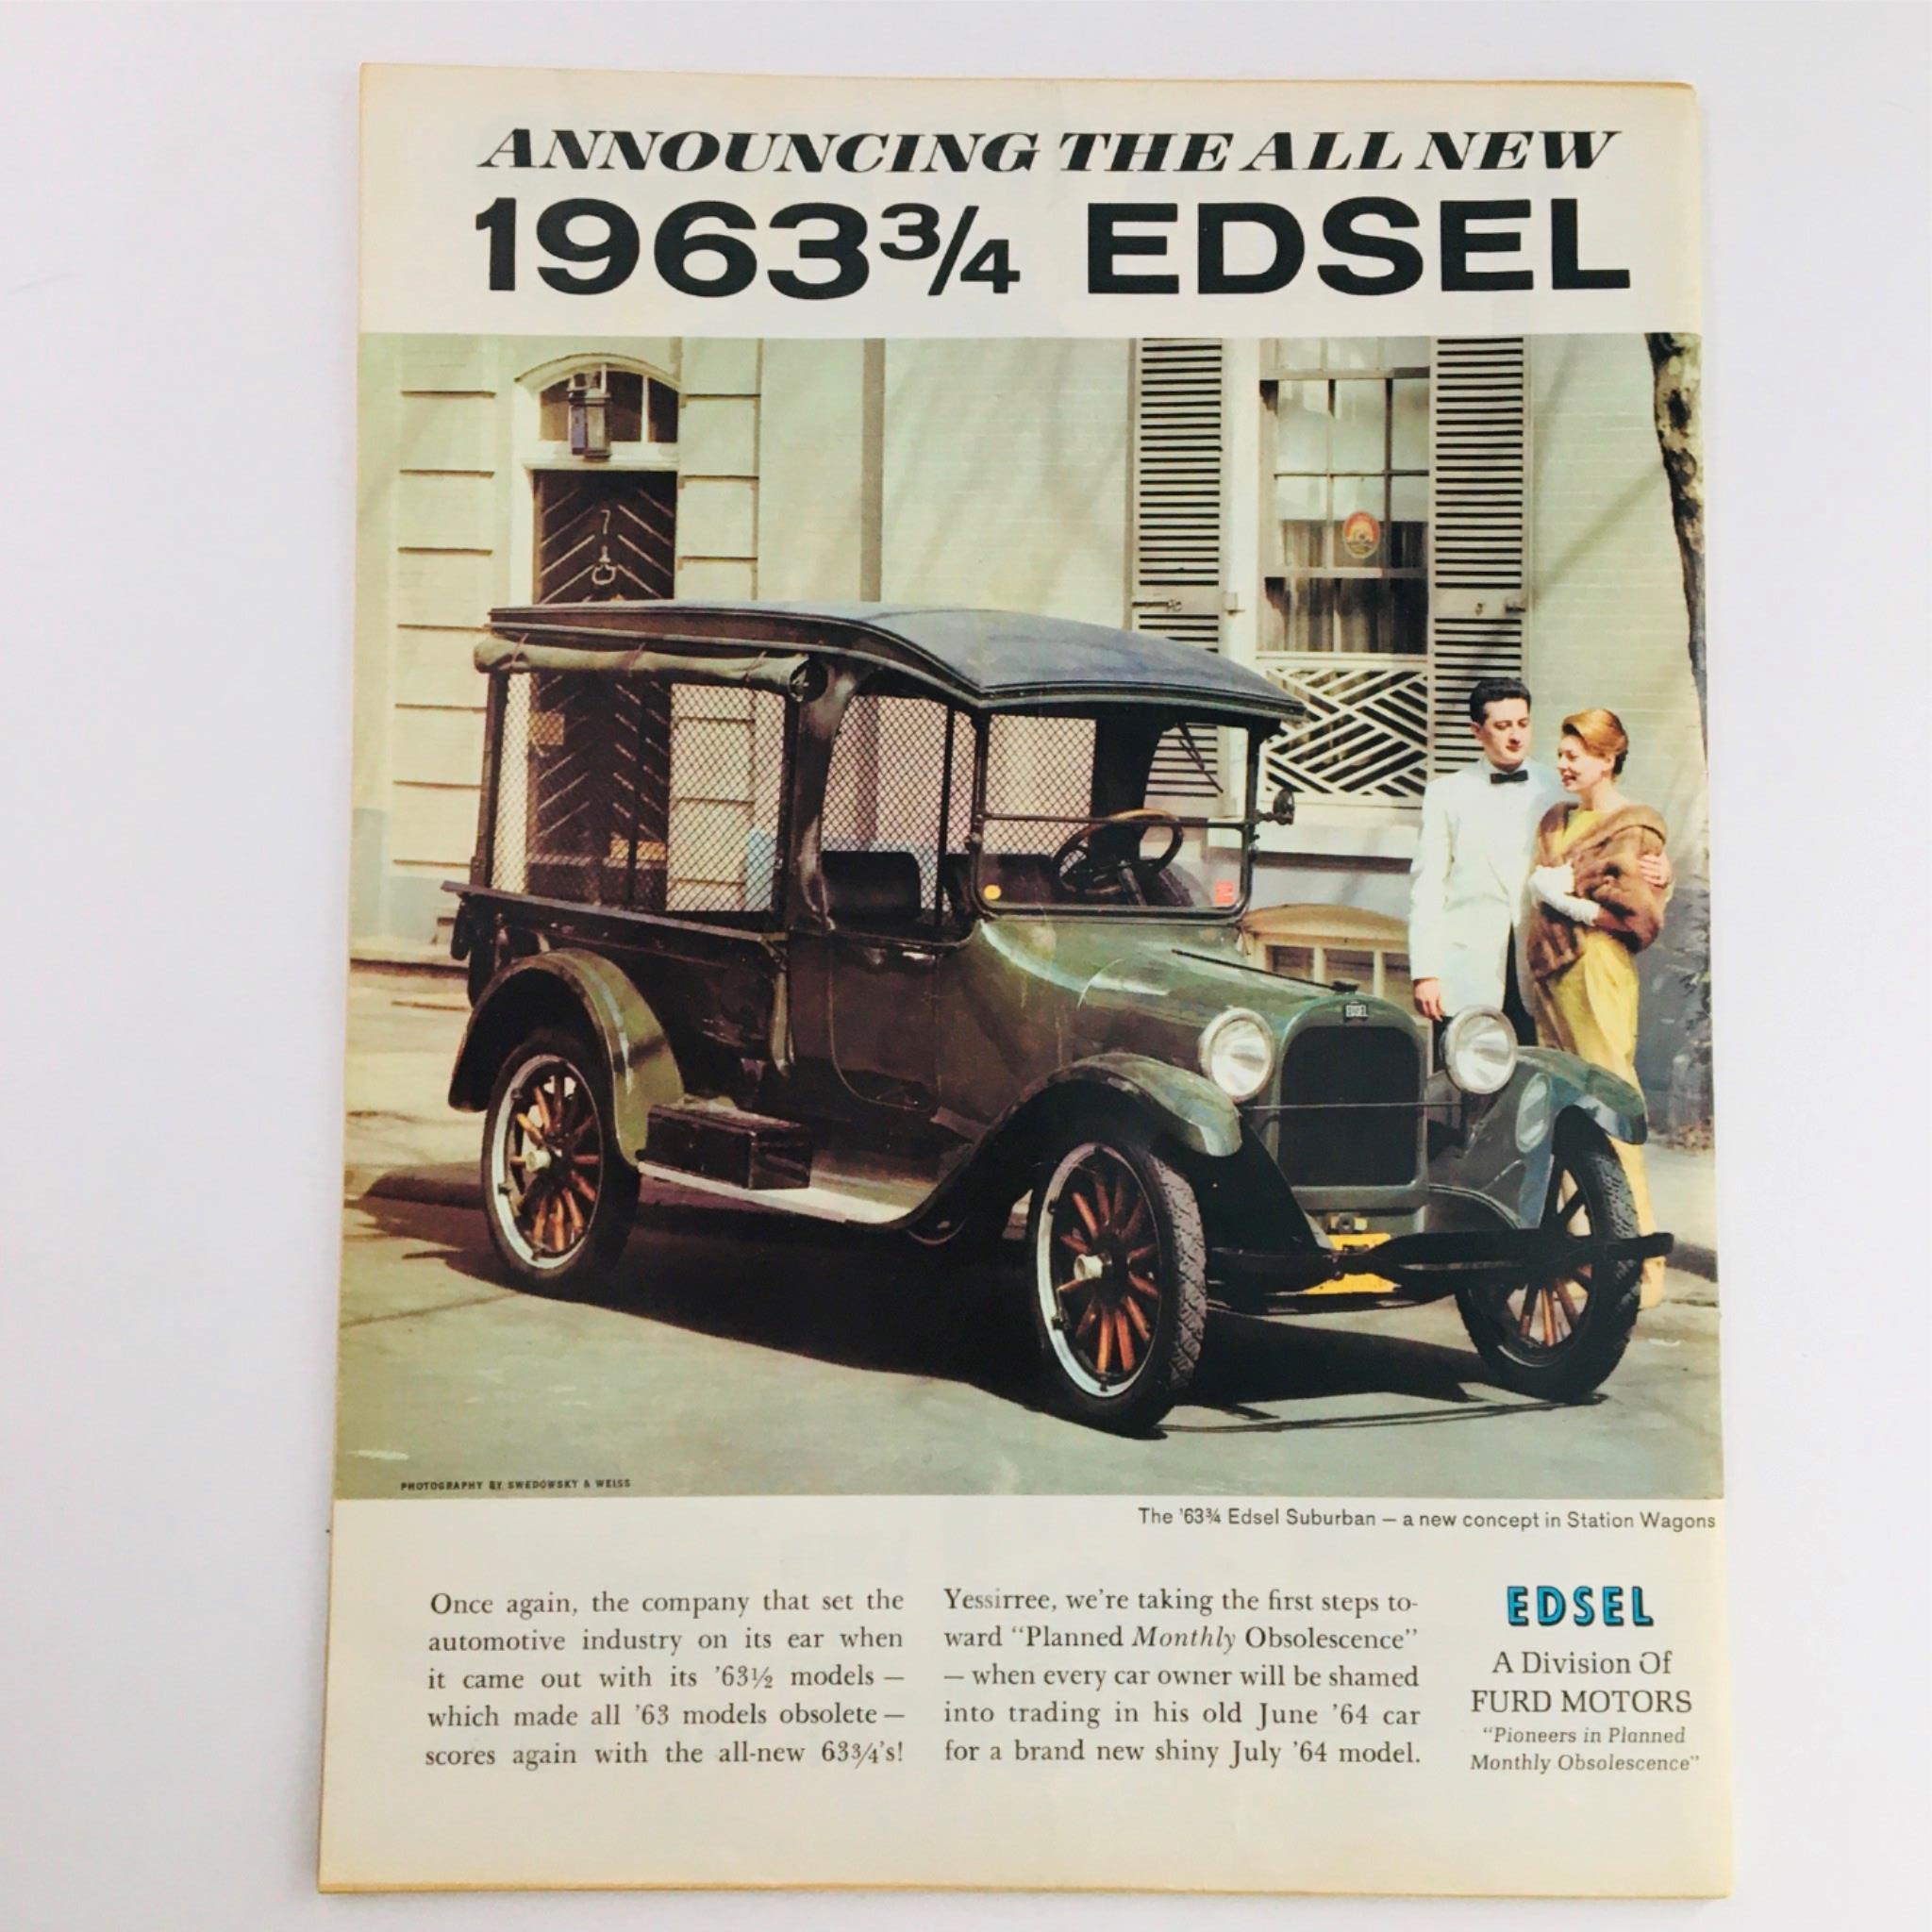 ANNOUNCING THE ALL NEW
1963¾ EDSEL
EDSEL
PHOTOGRAPHY BY SWEDOWSKY & WEISS
The '63¾ Edsel Suburban — a new concept in Station Wagons
Once again, the company that set the
automotive industry on its ear when
it came out with its '63½ models —
which made all '63 models obsolete —
scores again with the all-new 63¾'s!
Yessirree, we're taking the first steps to-
ward "Planned Monthly Obsolescence"
— when every car owner will be shamed
into trading in his old June '64 car
for a brand new shiny July '64 model.
EDSEL
A Division Of
FURD MOTORS
"Pioneers in Planned
Monthly Obsolescence"